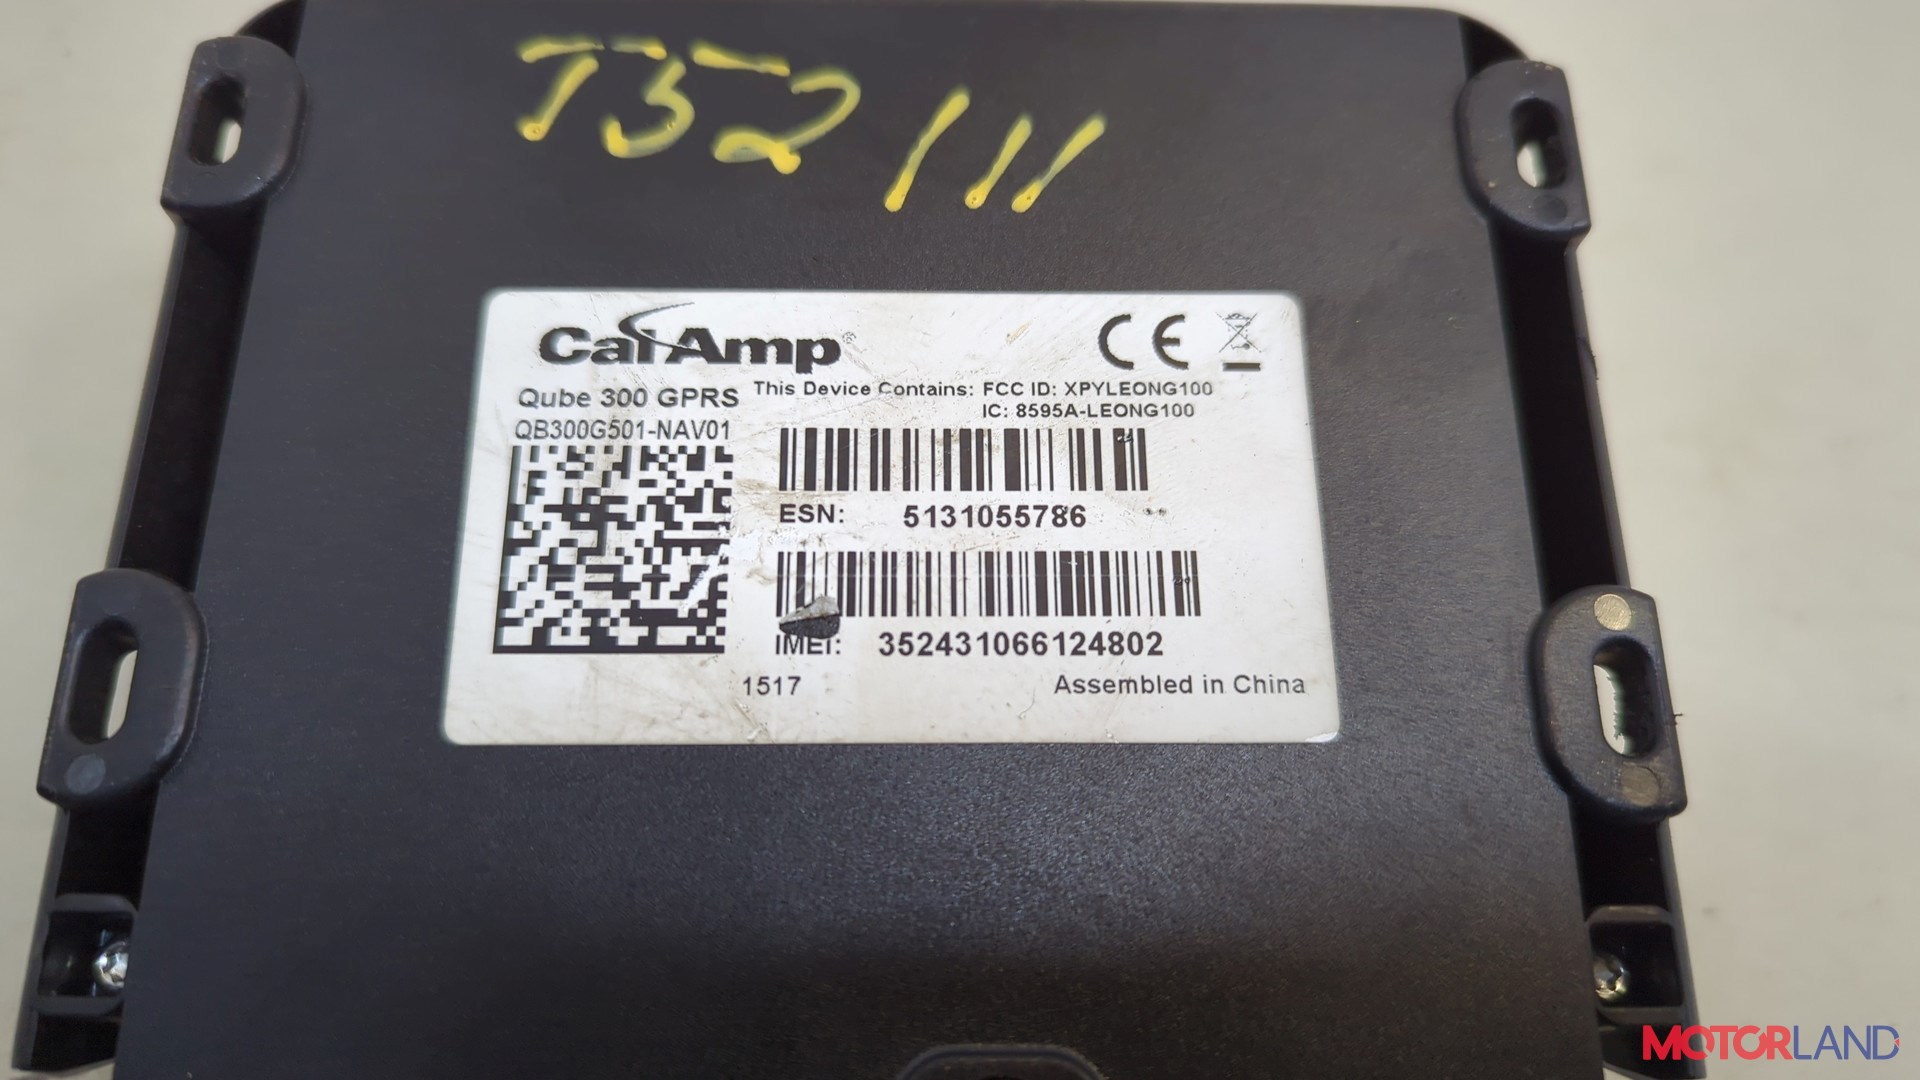 T52111
CalAmp®
CE
Qube 300 GPRS
This Device Contains: FCC ID: XPYLEONG100
IC: 8595A-LEONG100
QB300G501-NAV01
ESN: 5131055786
IMEI: 352431066124802
1517
Assembled in China
MOTORLAND